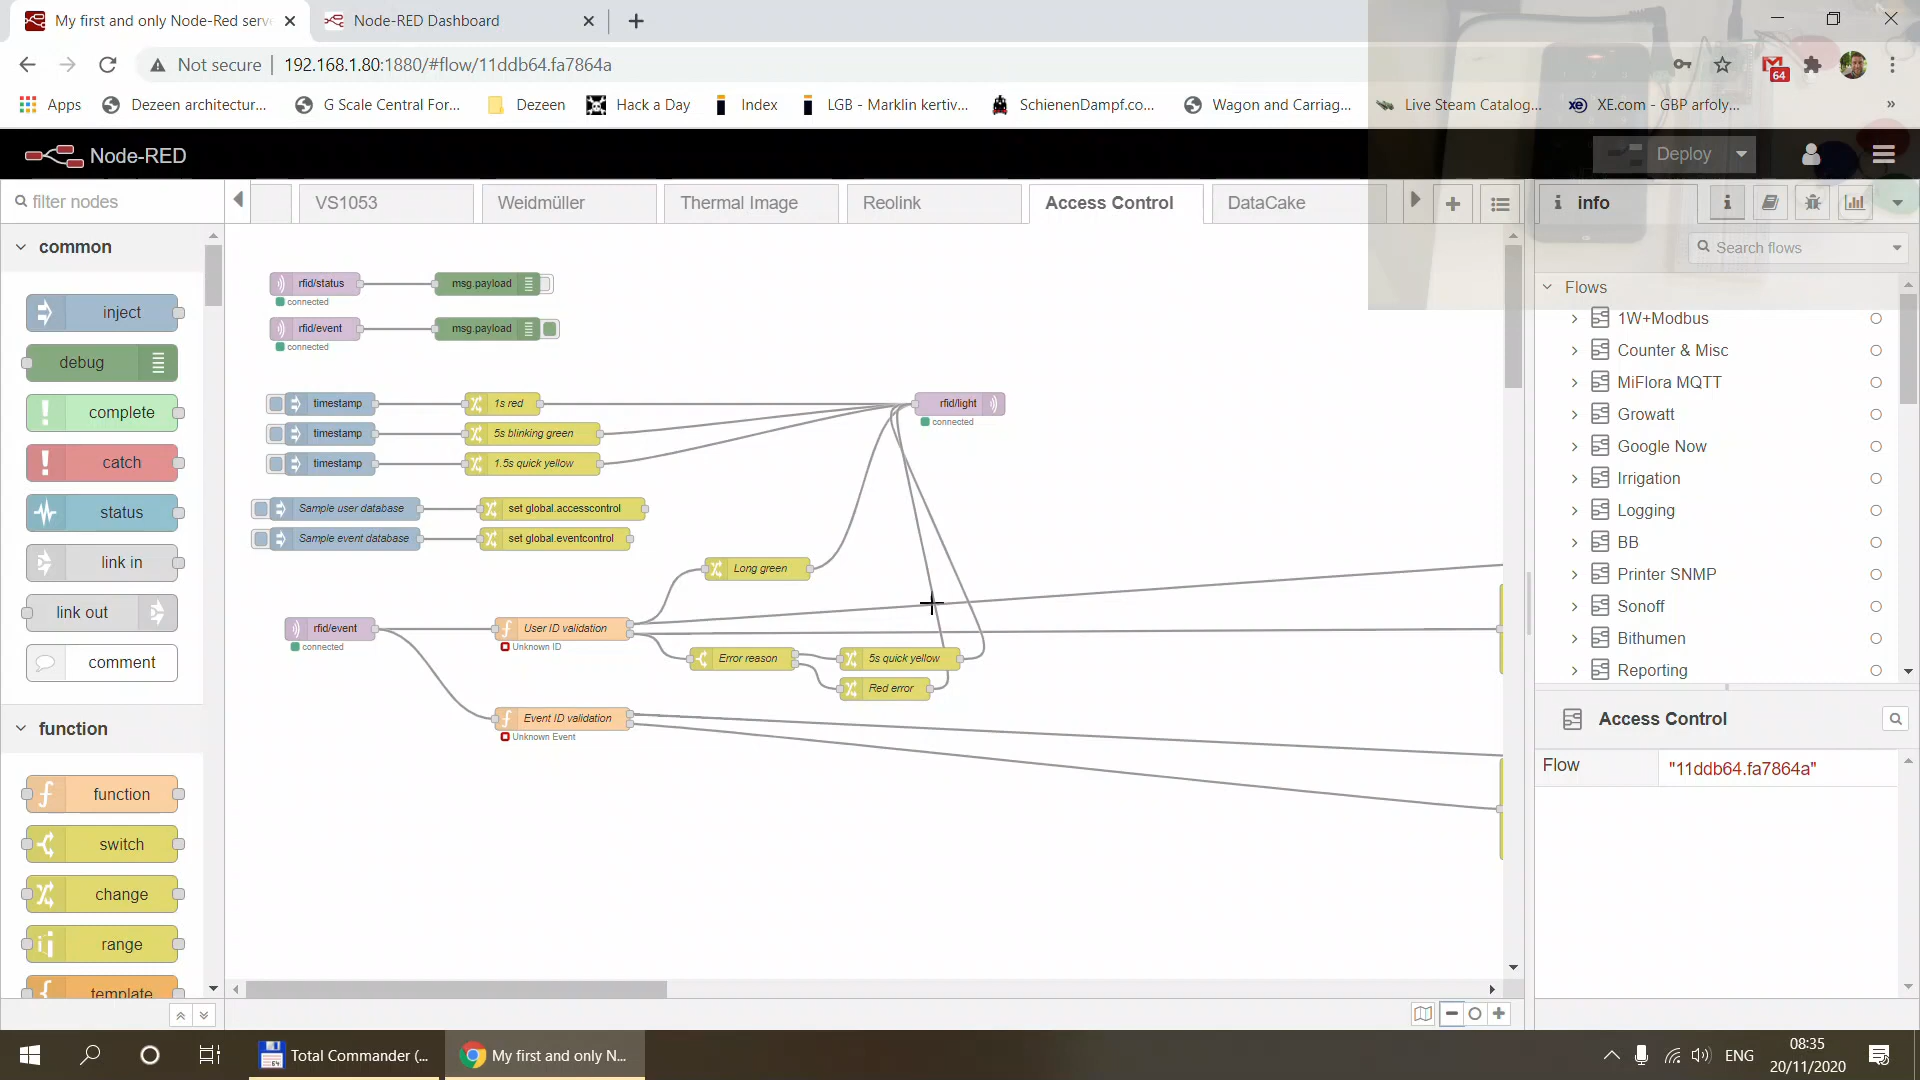 My first and only Node-Red serv
Node-RED Dashboard
Not secure
192.168.1.80:1880/#flow/11ddb64.fa7864a
64
Apps
Dezeen architectur...
G Scale Central For...
Dezeen
Hack a Day
Index
LGB - Marklin kertiv...
SchienenDampf.co...
Wagon and Carriag...
Live Steam Catalog...
XE.com - GBP arfoly...
»
Node-RED
Deploy
filter nodes
VS1053
Weidmüller
Thermal Image
Reolink
Access Control
DataCake
i info
Search flows
common
inject
debug
complete
catch
status
link in
link out
comment
function
function
switch
change
range
template
rfid/status
connected
msg.payload
rfid/event
connected
msg.payload
timestamp
1s red
rfid/light
connected
timestamp
5s blinking green
timestamp
1.5s quick yellow
Sample user database
set global.accesscontrol
Sample event database
set global.eventcontrol
Long green
rfid/event
connected
User ID validation
Unknown ID
Error reason
5s quick yellow
Red error
Event ID validation
Unknown Event
Flows
1W+Modbus
Counter & Misc
MiFlora MQTT
Growatt
Google Now
Irrigation
Logging
BB
Printer SNMP
Sonoff
Bithumen
Reporting
Access Control
Flow
"11ddb64.fa7864a"
Total Commander (...
My first and only N...
ENG
08:35
20/11/2020